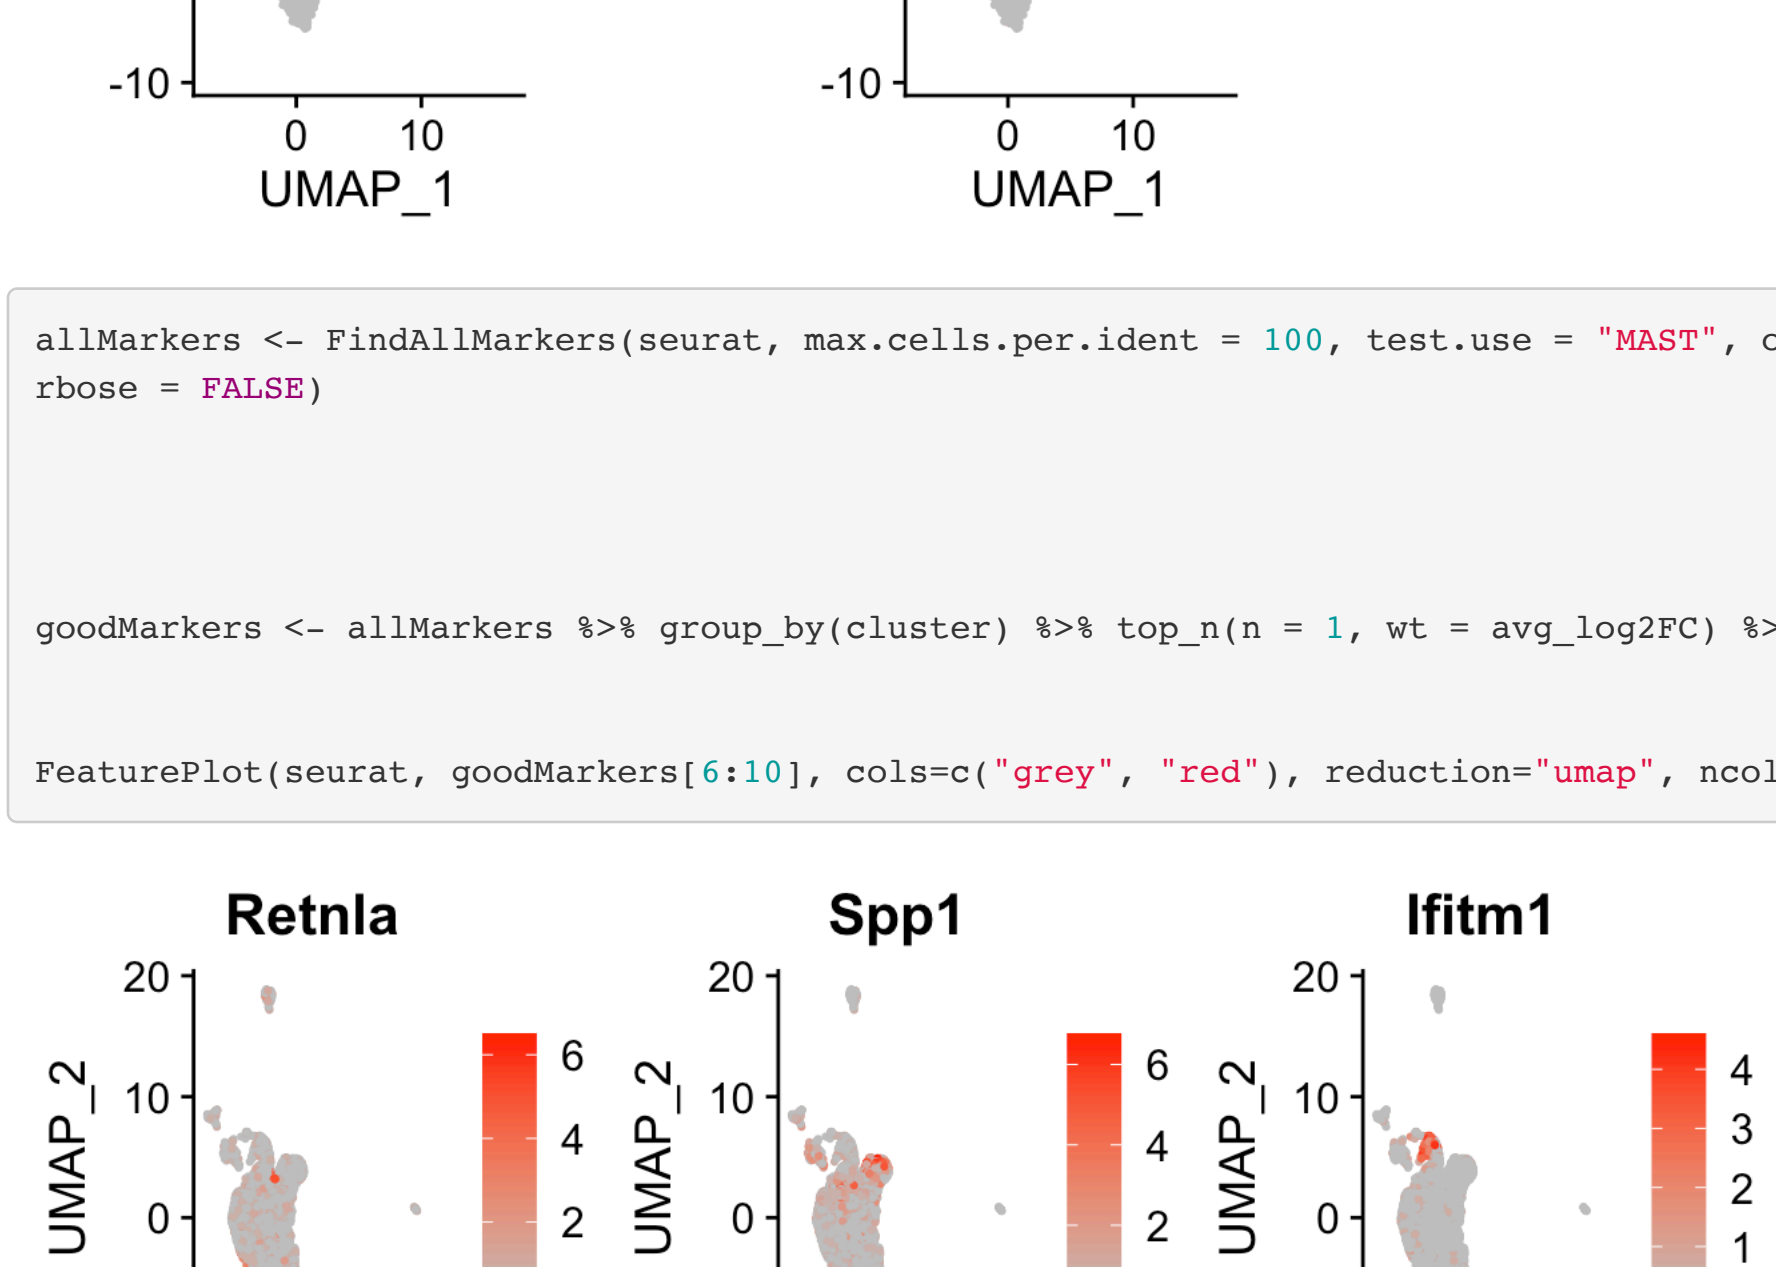 -10 -10
0 10 0 10
UMAP_1 UMAP_1
allMarkers <- FindAllMarkers(seurat, max.cells.per.ident = 100, test.use = "MAST",
rbose = FALSE)
goodMarkers <- allMarkers %>% group_by(cluster) %>% top_n(n = 1, wt = avg_log2FC) %>
FeaturePlot(seurat, goodMarkers[6:10], cols=c("grey", "red"), reduction="umap", ncol
Retnla Spp1 Ifitm1
20 20 20
6 6 4
10 10 10
4 4 3
2 2 2
0 0 0
1
UMAP_2 UMAP_2 UMAP_2